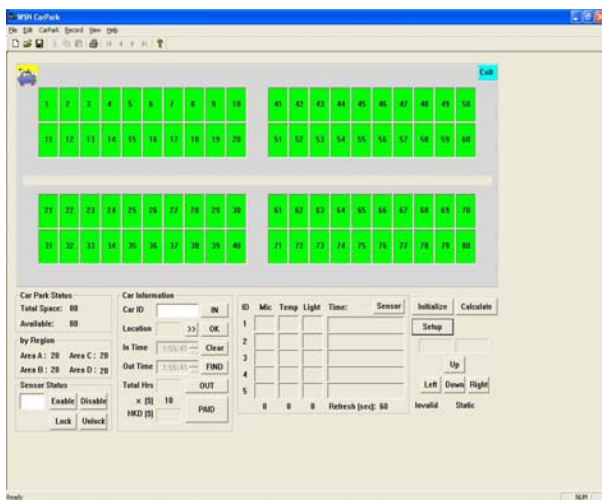 WSN CarPark
File Edit CarPark Record View Help
Exit
1 2 3 4 5 6 7 8 9 10 41 42 43 44 45 46 47 48 49 50
11 12 13 14 15 16 17 18 19 20 51 52 53 54 55 56 57 58 59 60
21 22 23 24 25 26 27 28 29 30 61 62 63 64 65 66 67 68 69 70
31 32 33 34 35 36 37 38 39 40 71 72 73 74 75 76 77 78 79 80
Car Park Status
Total Space: 80
Available: 80
by Region
Area A: 20 Area C: 20
Area B: 20 Area D: 20
Sensor Status
Enable Disable
Lock Unlock
Car Information
Car ID IN
Location >> OK
In Time 1:55:41 Clear
Out Time 1:55:41 FIND
Total Hrs OUT
× ($) 10
HKD ($) PAID
ID Mic Temp Light Time: Sensor
1
2
3
4
5
0 0 0 Refresh (sec): 60
Initialize Calculate
Setup
Up
Left Down Right
Invalid Static
Ready NUM